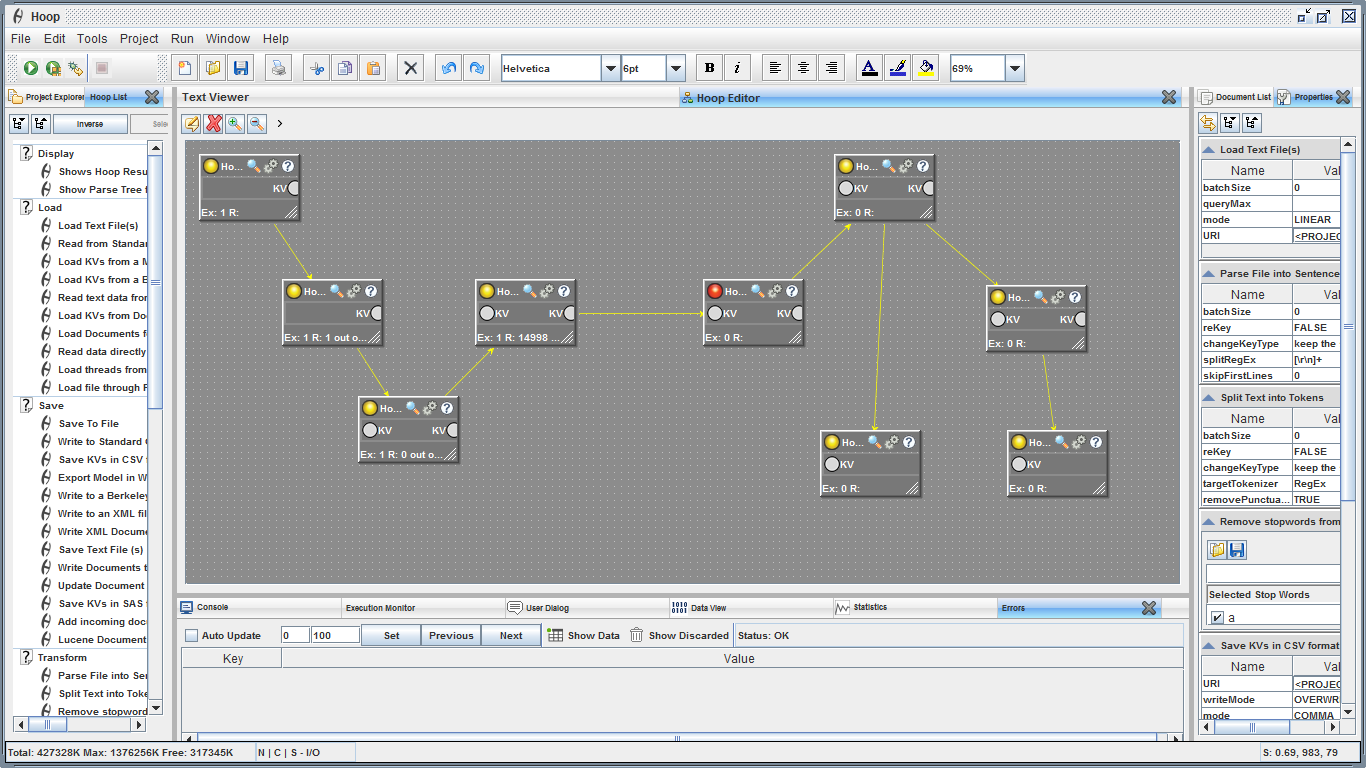 Hoop
File Edit Tools Project Run Window Help
Helvetica 6pt B i A 69%
Project Explorer Hoop List
Text Viewer
Hoop Editor
Document List Properties
Inverse Sele
Display
Shows Hoop Resu
Show Parse Tree f
Load
Load Text File(s)
Read from Standar
Load KVs from a M
Load KVs from a E
Read text data from
Load KVs from Do
Load Documents f
Read data directly
Load threads from
Load file through F
Save
Save To File
Write to Standard O
Save KVs in CSV f
Export Model in W
Write to a Berkeley
Write to an XML fil
Write XML Docume
Save Text File (s)
Write Documents t
Update Document
Save KVs in SAS f
Add incoming docu
Lucene Document
Transform
Parse File into Sen
Split Text into Toke
Remove stopword
Ho... ?
KV
Ex: 1 R:
Ho... ?
KV
Ex: 1 R: 1 out o...
Ho... ?
KV KV
Ex: 1 R: 0 out o...
Ho... ?
KV KV
Ex: 1 R: 14998 ...
Ho... ?
KV KV
Ex: 0 R:
Ho... ?
KV KV
Ex: 0 R:
Ho... ?
KV KV
Ex: 0 R:
Ho... ?
KV
Ex: 0 R:
Ho... ?
KV
Ex: 0 R:
Console Execution Monitor User Dialog Data View Statistics Errors
Auto Update 0 100 Set Previous Next Show Data Show Discarded Status: OK
Key Value
Load Text File(s)
Name Val
batchSize 0
queryMax
mode LINEAR
URI <PROJEC
Parse File into Sentence
Name Val
batchSize 0
reKey FALSE
changeKeyType keep the
splitRegEx [\r\n]+
skipFirstLines 0
Split Text into Tokens
Name Val
batchSize 0
reKey FALSE
changeKeyType keep the
targetTokenizer RegEx
removePunctua... TRUE
Remove stopwords from
Selected Stop Words
a
Save KVs in CSV format
Name Val
URI <PROJEC
writeMode OVERWR
mode COMMA
Total: 427328K Max: 1376256K Free: 317345K N | C | S - I/O S: 0.69, 983, 79